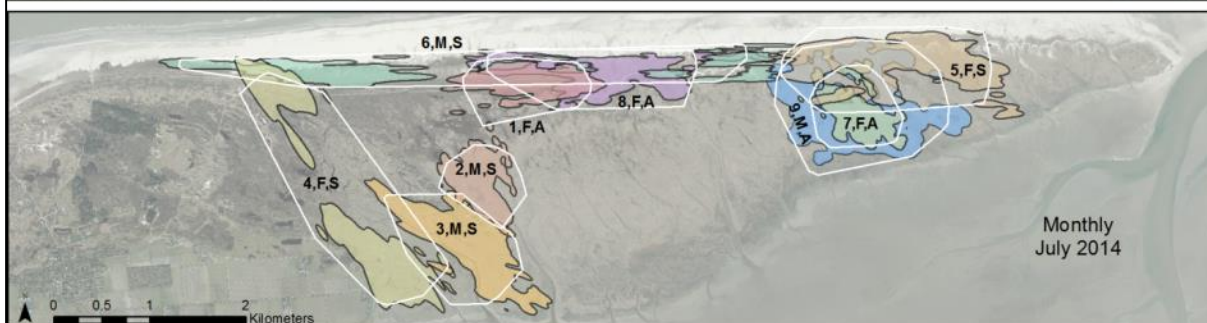 6,M,S
5,F,S
8,F,A
1,F,A
9,M,A
7,F,A
2,M,S
4,F,S
3,M,S
Monthly
July 2014
0 0.5 1 2
Kilometers